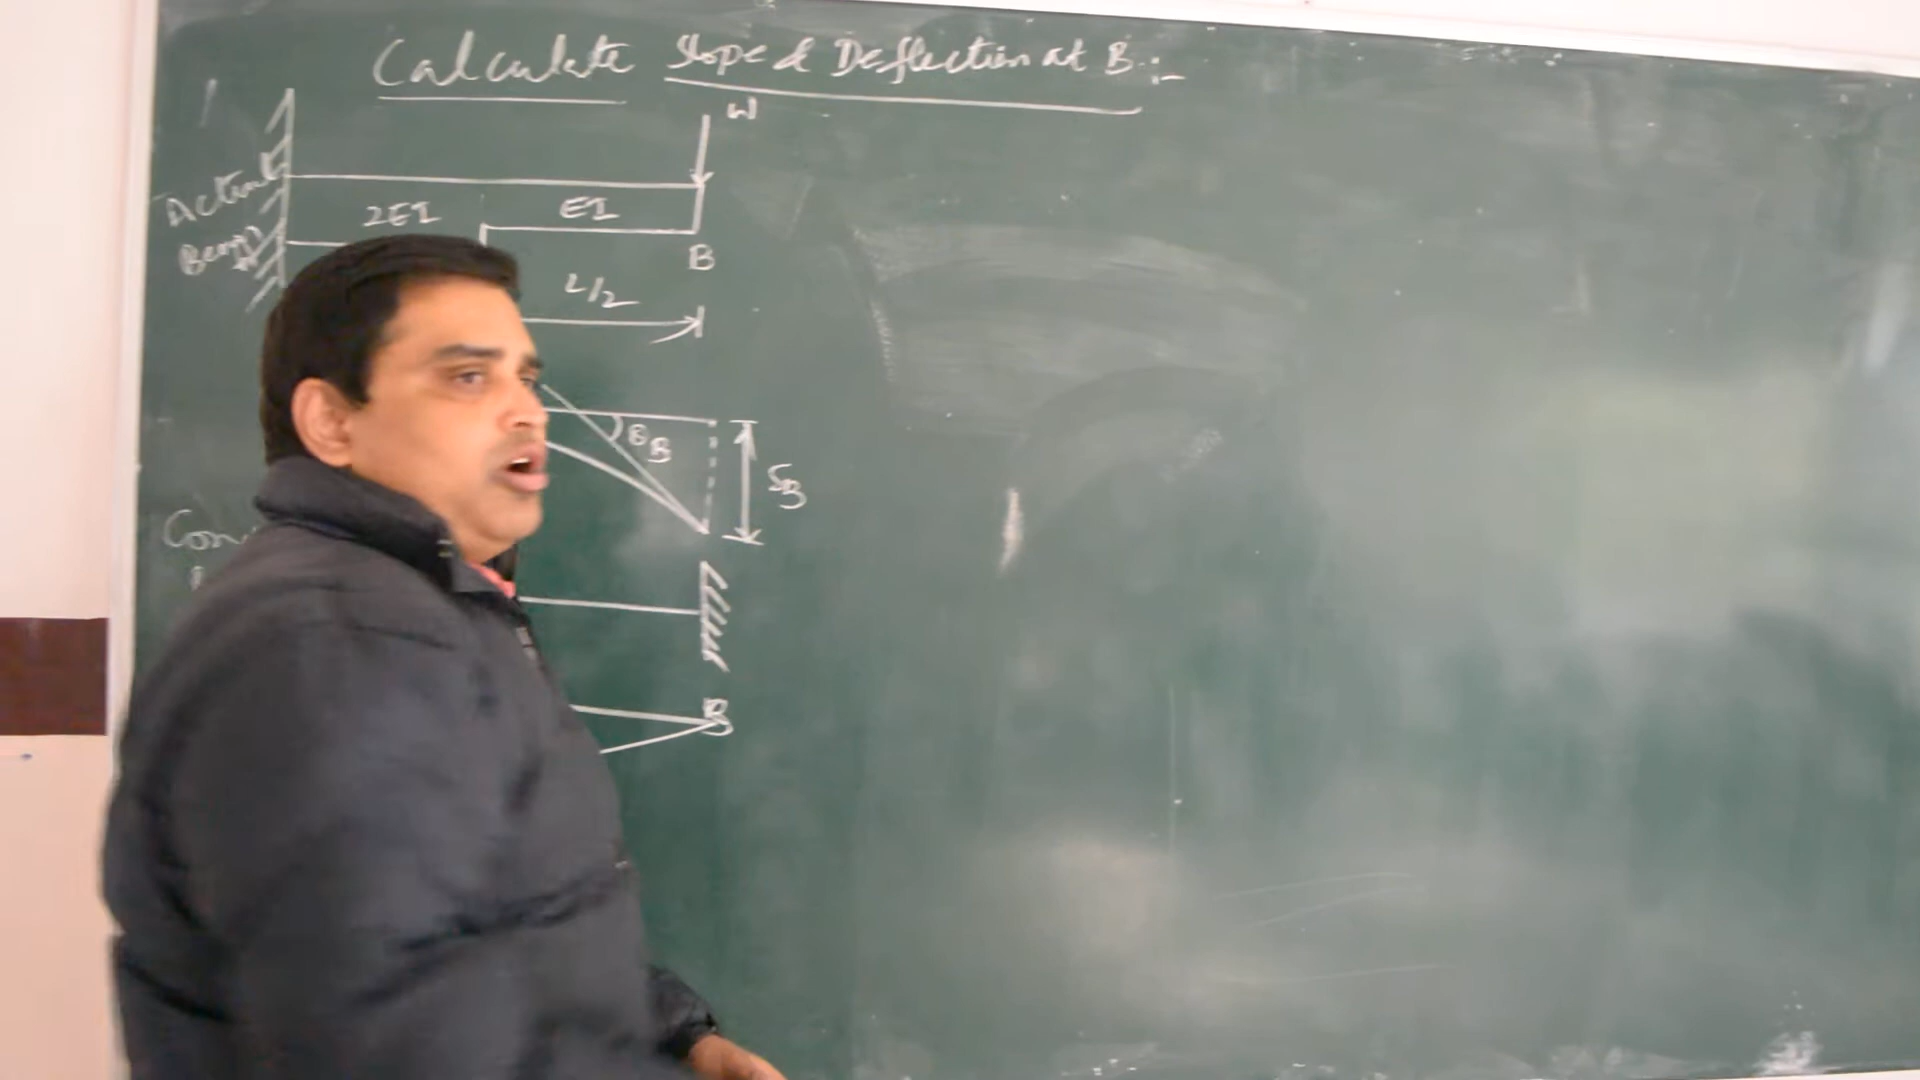 Calculate Slope & Deflection at B :-
W
Actual
Beam
2EI
EI
B
L/2
θB
δB
B